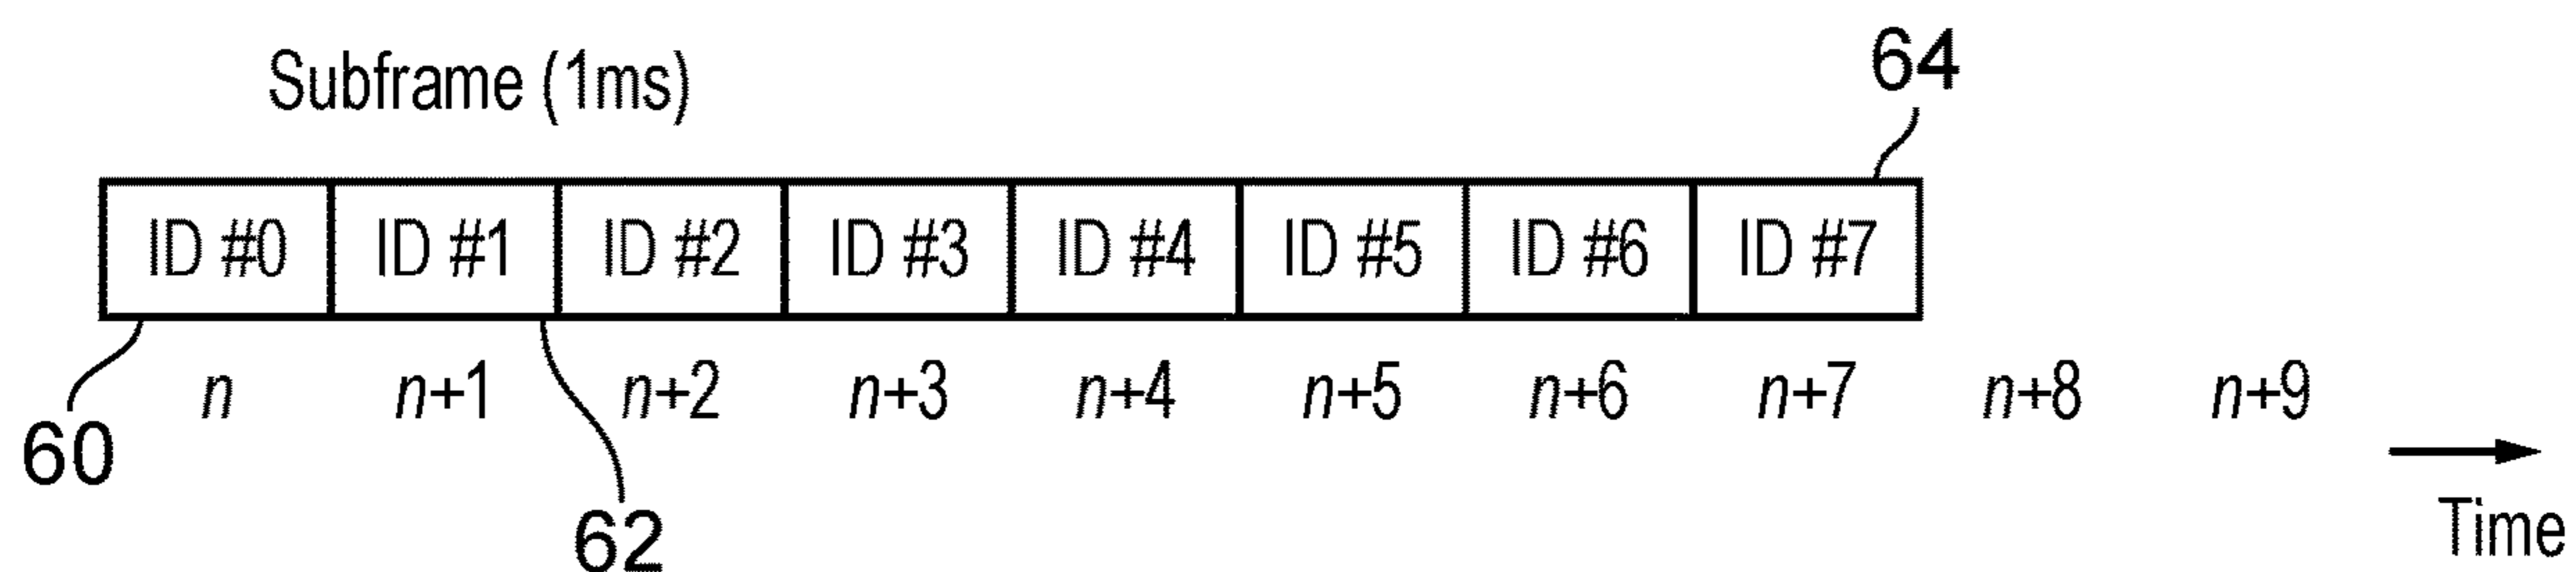 64
Subframe (1ms)
ID #0 ID #1 ID #2 ID #3 ID #4 ID #5 ID #6 ID #7
n n+1 n+2 n+3 n+4 n+5 n+6 n+7 n+8 n+9
60
62
Time